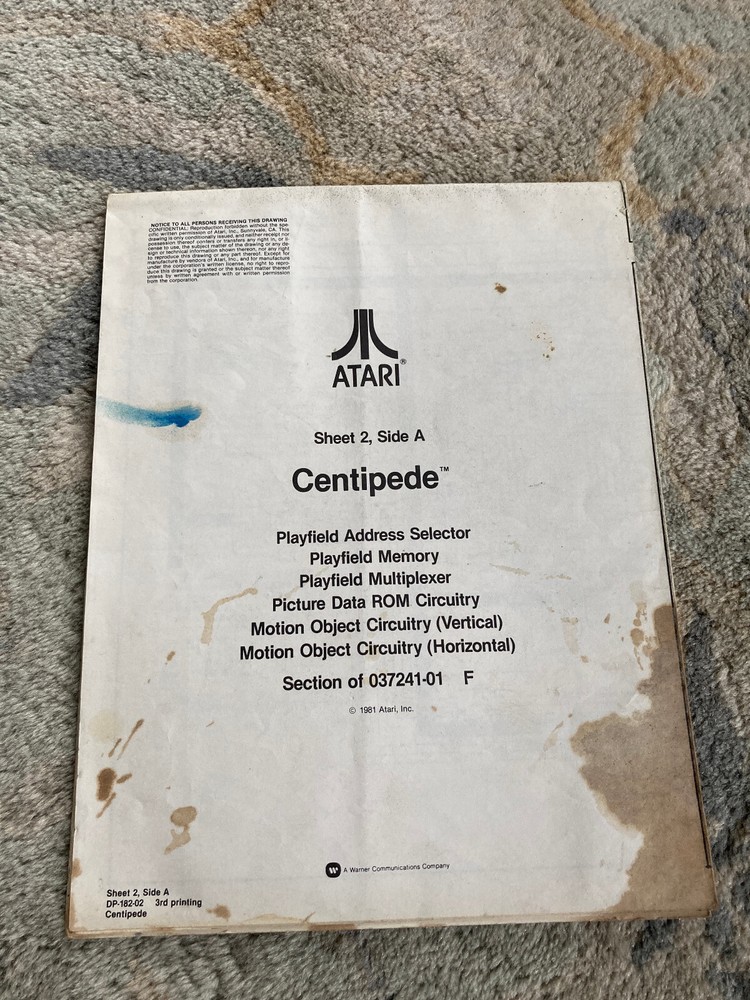 NOTICE TO ALL PERSONS RECEIVING THIS DRAWING
CONFIDENTIAL: Reproduction forbidden without the spe-
cific written permission of Atari, Inc., Sunnyvale, CA. This
drawing is only conditionally issued, and neither receipt nor
possession thereof confers or transfers any right in, or li-
cense to use, the subject matter of the drawing or any de-
sign or technical information shown thereon, nor any right
to reproduce this drawing or any part thereof. Except for
manufacture by vendors of Atari, Inc., and for manufacture
under the corporation's written license, no right to repro-
duce this drawing is granted or the subject matter thereof
unless by written agreement with or written permission
from the corporation.
ATARI®
Sheet 2, Side A
Centipede™
Playfield Address Selector
Playfield Memory
Playfield Multiplexer
Picture Data ROM Circuitry
Motion Object Circuitry (Vertical)
Motion Object Circuitry (Horizontal)
Section of 037241-01 F
© 1981 Atari, Inc.
A Warner Communications Company
Sheet 2, Side A
DP-182-02 3rd printing
Centipede